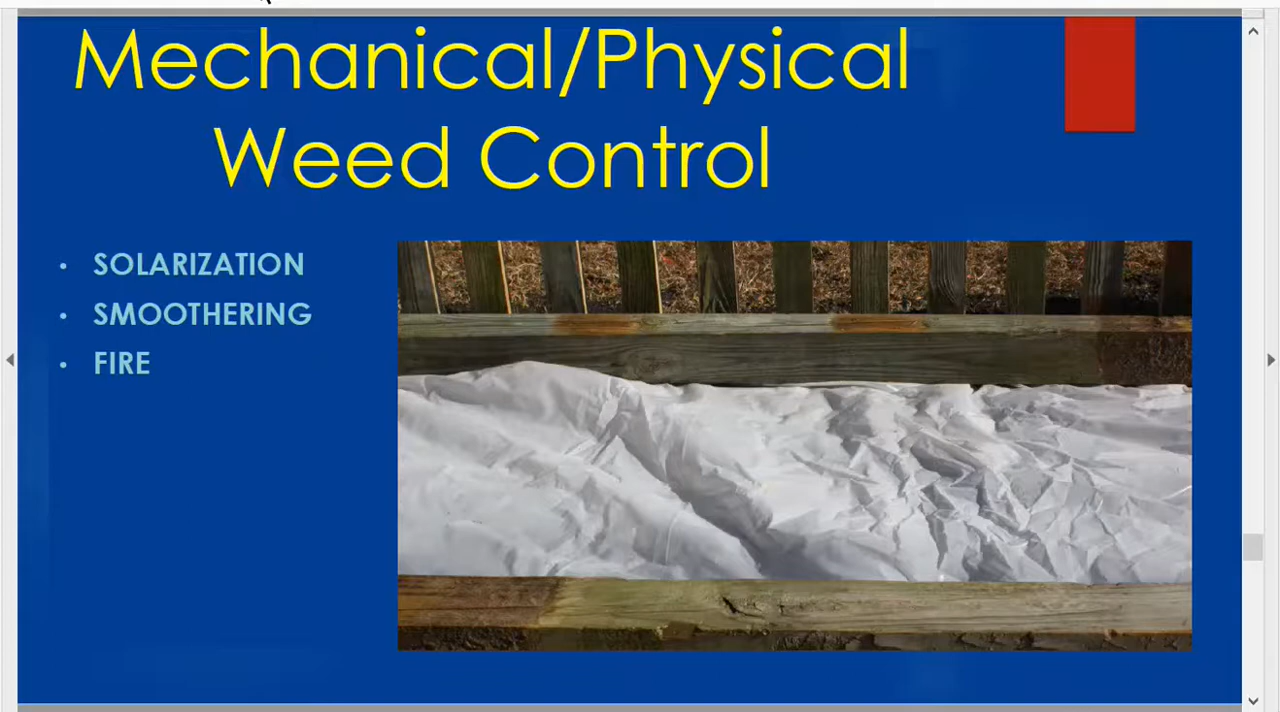 Mechanical/Physical
Weed Control
• SOLARIZATION
• SMOOTHERING
• FIRE